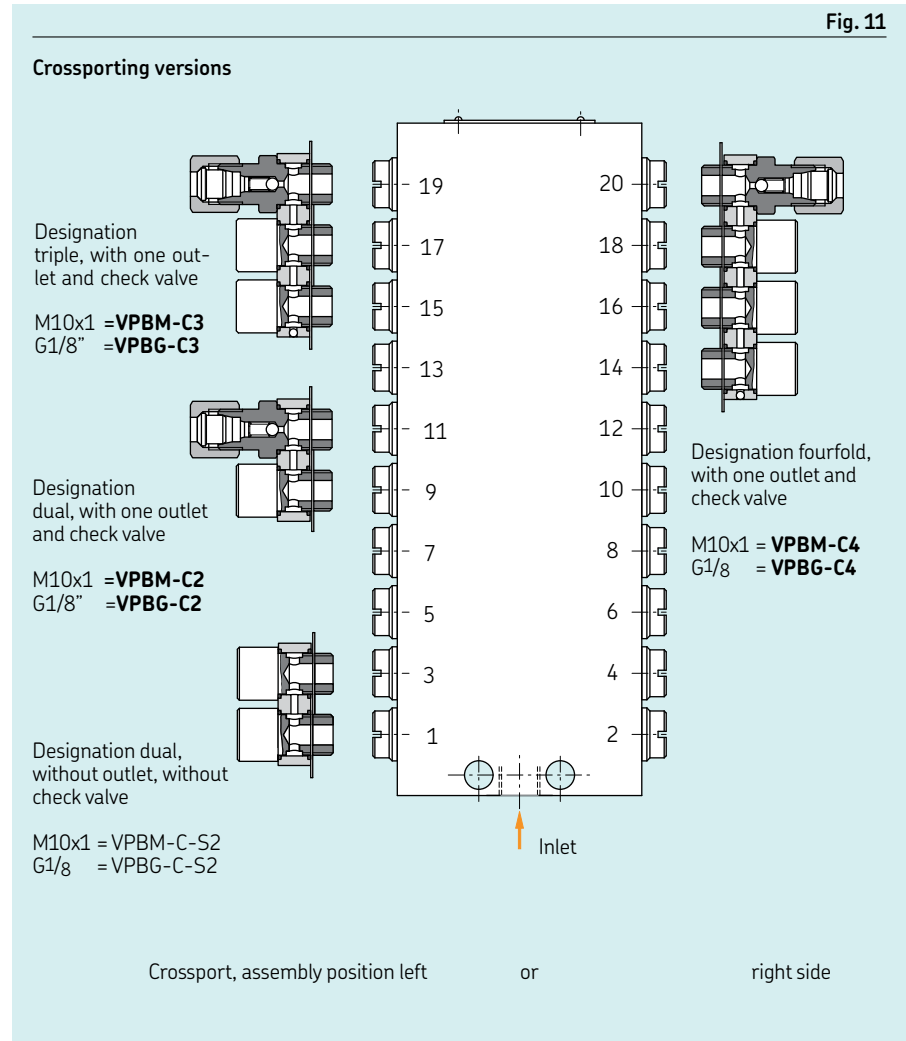 Fig. 11
Crossporting versions
Designation
triple, with one out-
let and check valve
M10x1 =VPBM-C3
G1/8” =VPBG-C3
Designation
dual, with one outlet
and check valve
M10x1 =VPBM-C2
G1/8” =VPBG-C2
Designation dual,
without outlet, without
check valve
M10x1 = VPBM-C-S2
G1/8 = VPBG-C-S2
19 20
17 18
15 16
13 14
11 12
9 10
7 8
5 6
3 4
1 2
Inlet
Designation fourfold,
with one outlet and
check valve
M10x1 = VPBM-C4
G1/8 = VPBG-C4
Crossport, assembly position left or right side